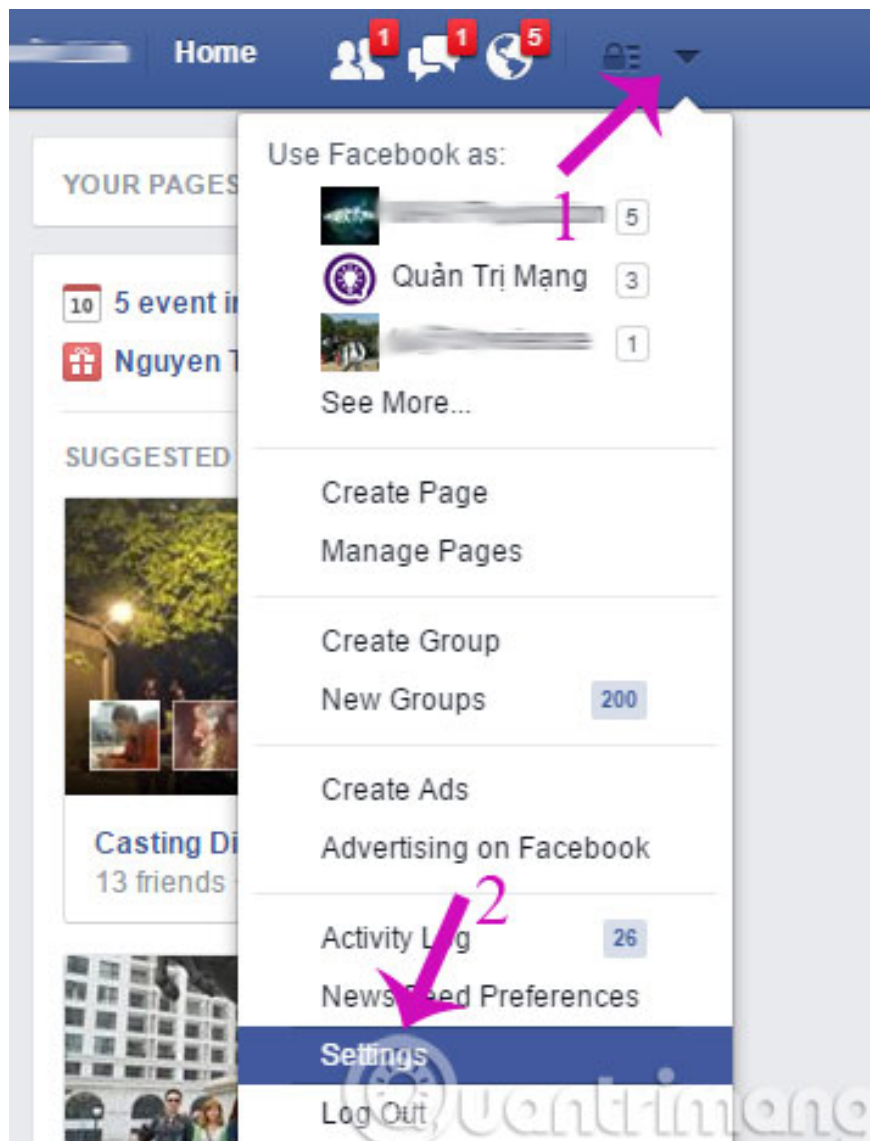 Home
1
1
5
Use Facebook as:
YOUR PAGES
1
5
Quản Trị Mạng
3
10
5 event in
1
Nguyen T
See More...
SUGGESTED
Create Page
Manage Pages
Create Group
New Groups
200
Create Ads
Casting Di
Advertising on Facebook
13 friends
2
Activity Log
26
News Feed Preferences
Settings
Log Out
Quantrimang